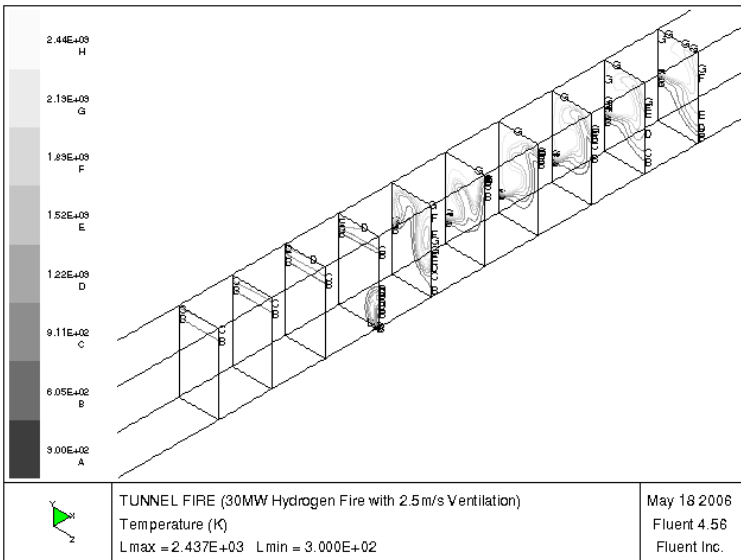 2.44E+03
H
2.19E+03
G
1.83E+03
F
1.52E+03
E
1.22E+03
D
9.11E+02
C
6.05E+02
B
3.00E+02
A
Y
X
Z
TUNNEL FIRE (30MW Hydrogen Fire with 2.5m/s Ventilation)
Temperature (K)
Lmax = 2.437E+03 Lmin = 3.000E+02
May 18 2006
Fluent 4.56
Fluent Inc.